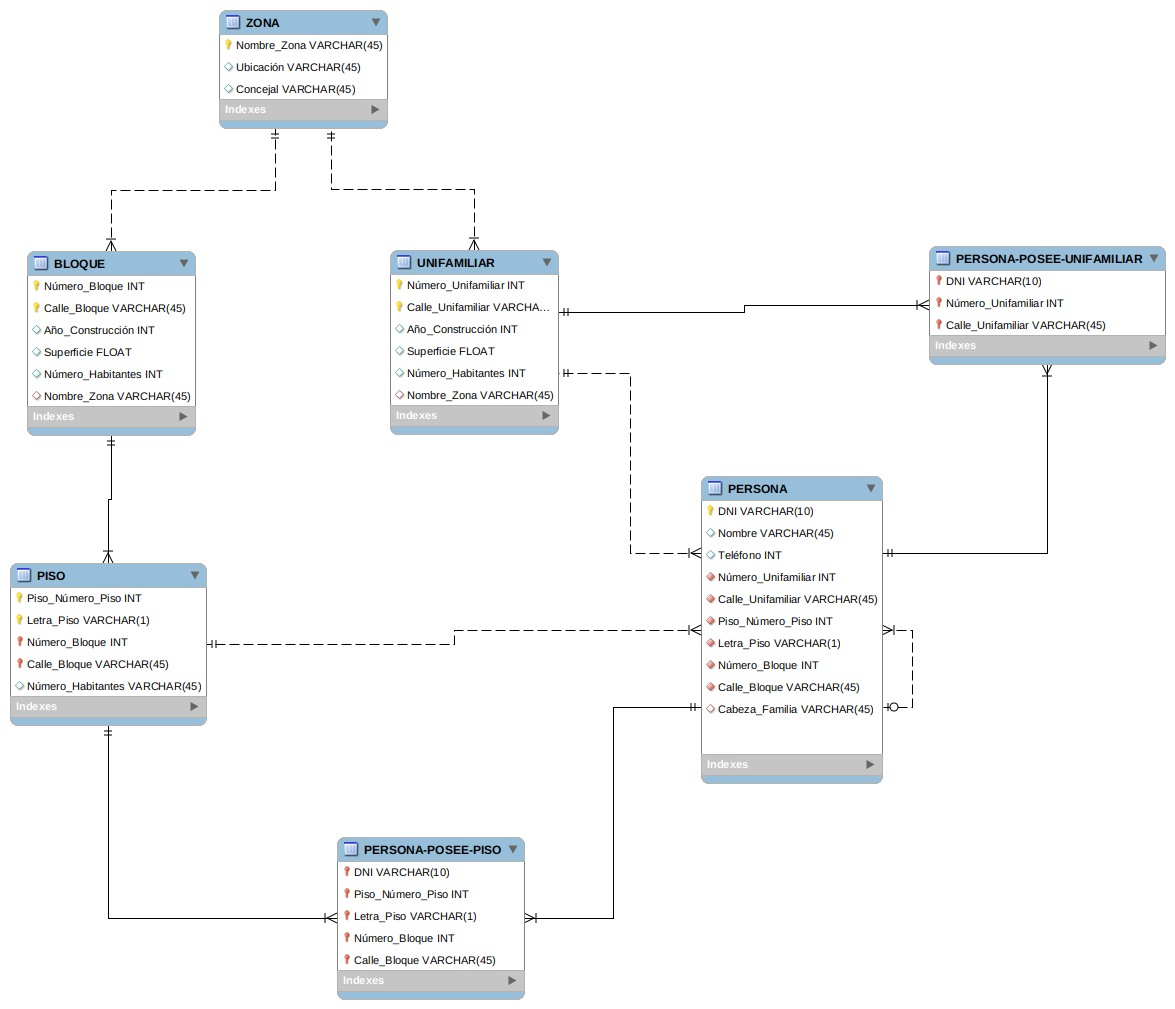 ZONA
Nombre_Zona VARCHAR(45)
Ubicación VARCHAR(45)
Concejal VARCHAR(45)
Indexes
BLOQUE
Número_Bloque INT
Calle_Bloque VARCHAR(45)
Año_Construcción INT
Superficie FLOAT
Número_Habitantes INT
Nombre_Zona VARCHAR(45)
Indexes
UNIFAMILIAR
Número_Unifamiliar INT
Calle_Unifamiliar VARCHA...
Año_Construcción INT
Superficie FLOAT
Número_Habitantes INT
Nombre_Zona VARCHAR(45)
Indexes
PERSONA-POSEE-UNIFAMILIAR
DNI VARCHAR(10)
Número_Unifamiliar INT
Calle_Unifamiliar VARCHAR(45)
Indexes
PERSONA
DNI VARCHAR(10)
Nombre VARCHAR(45)
Teléfono INT
Número_Unifamiliar INT
Calle_Unifamiliar VARCHAR(45)
Piso_Número_Piso INT
Letra_Piso VARCHAR(1)
Número_Bloque INT
Calle_Bloque VARCHAR(45)
Cabeza_Familia VARCHAR(45)
Indexes
PISO
Piso_Número_Piso INT
Letra_Piso VARCHAR(1)
Número_Bloque INT
Calle_Bloque VARCHAR(45)
Número_Habitantes VARCHAR(45)
Indexes
PERSONA-POSEE-PISO
DNI VARCHAR(10)
Piso_Número_Piso INT
Letra_Piso VARCHAR(1)
Número_Bloque INT
Calle_Bloque VARCHAR(45)
Indexes